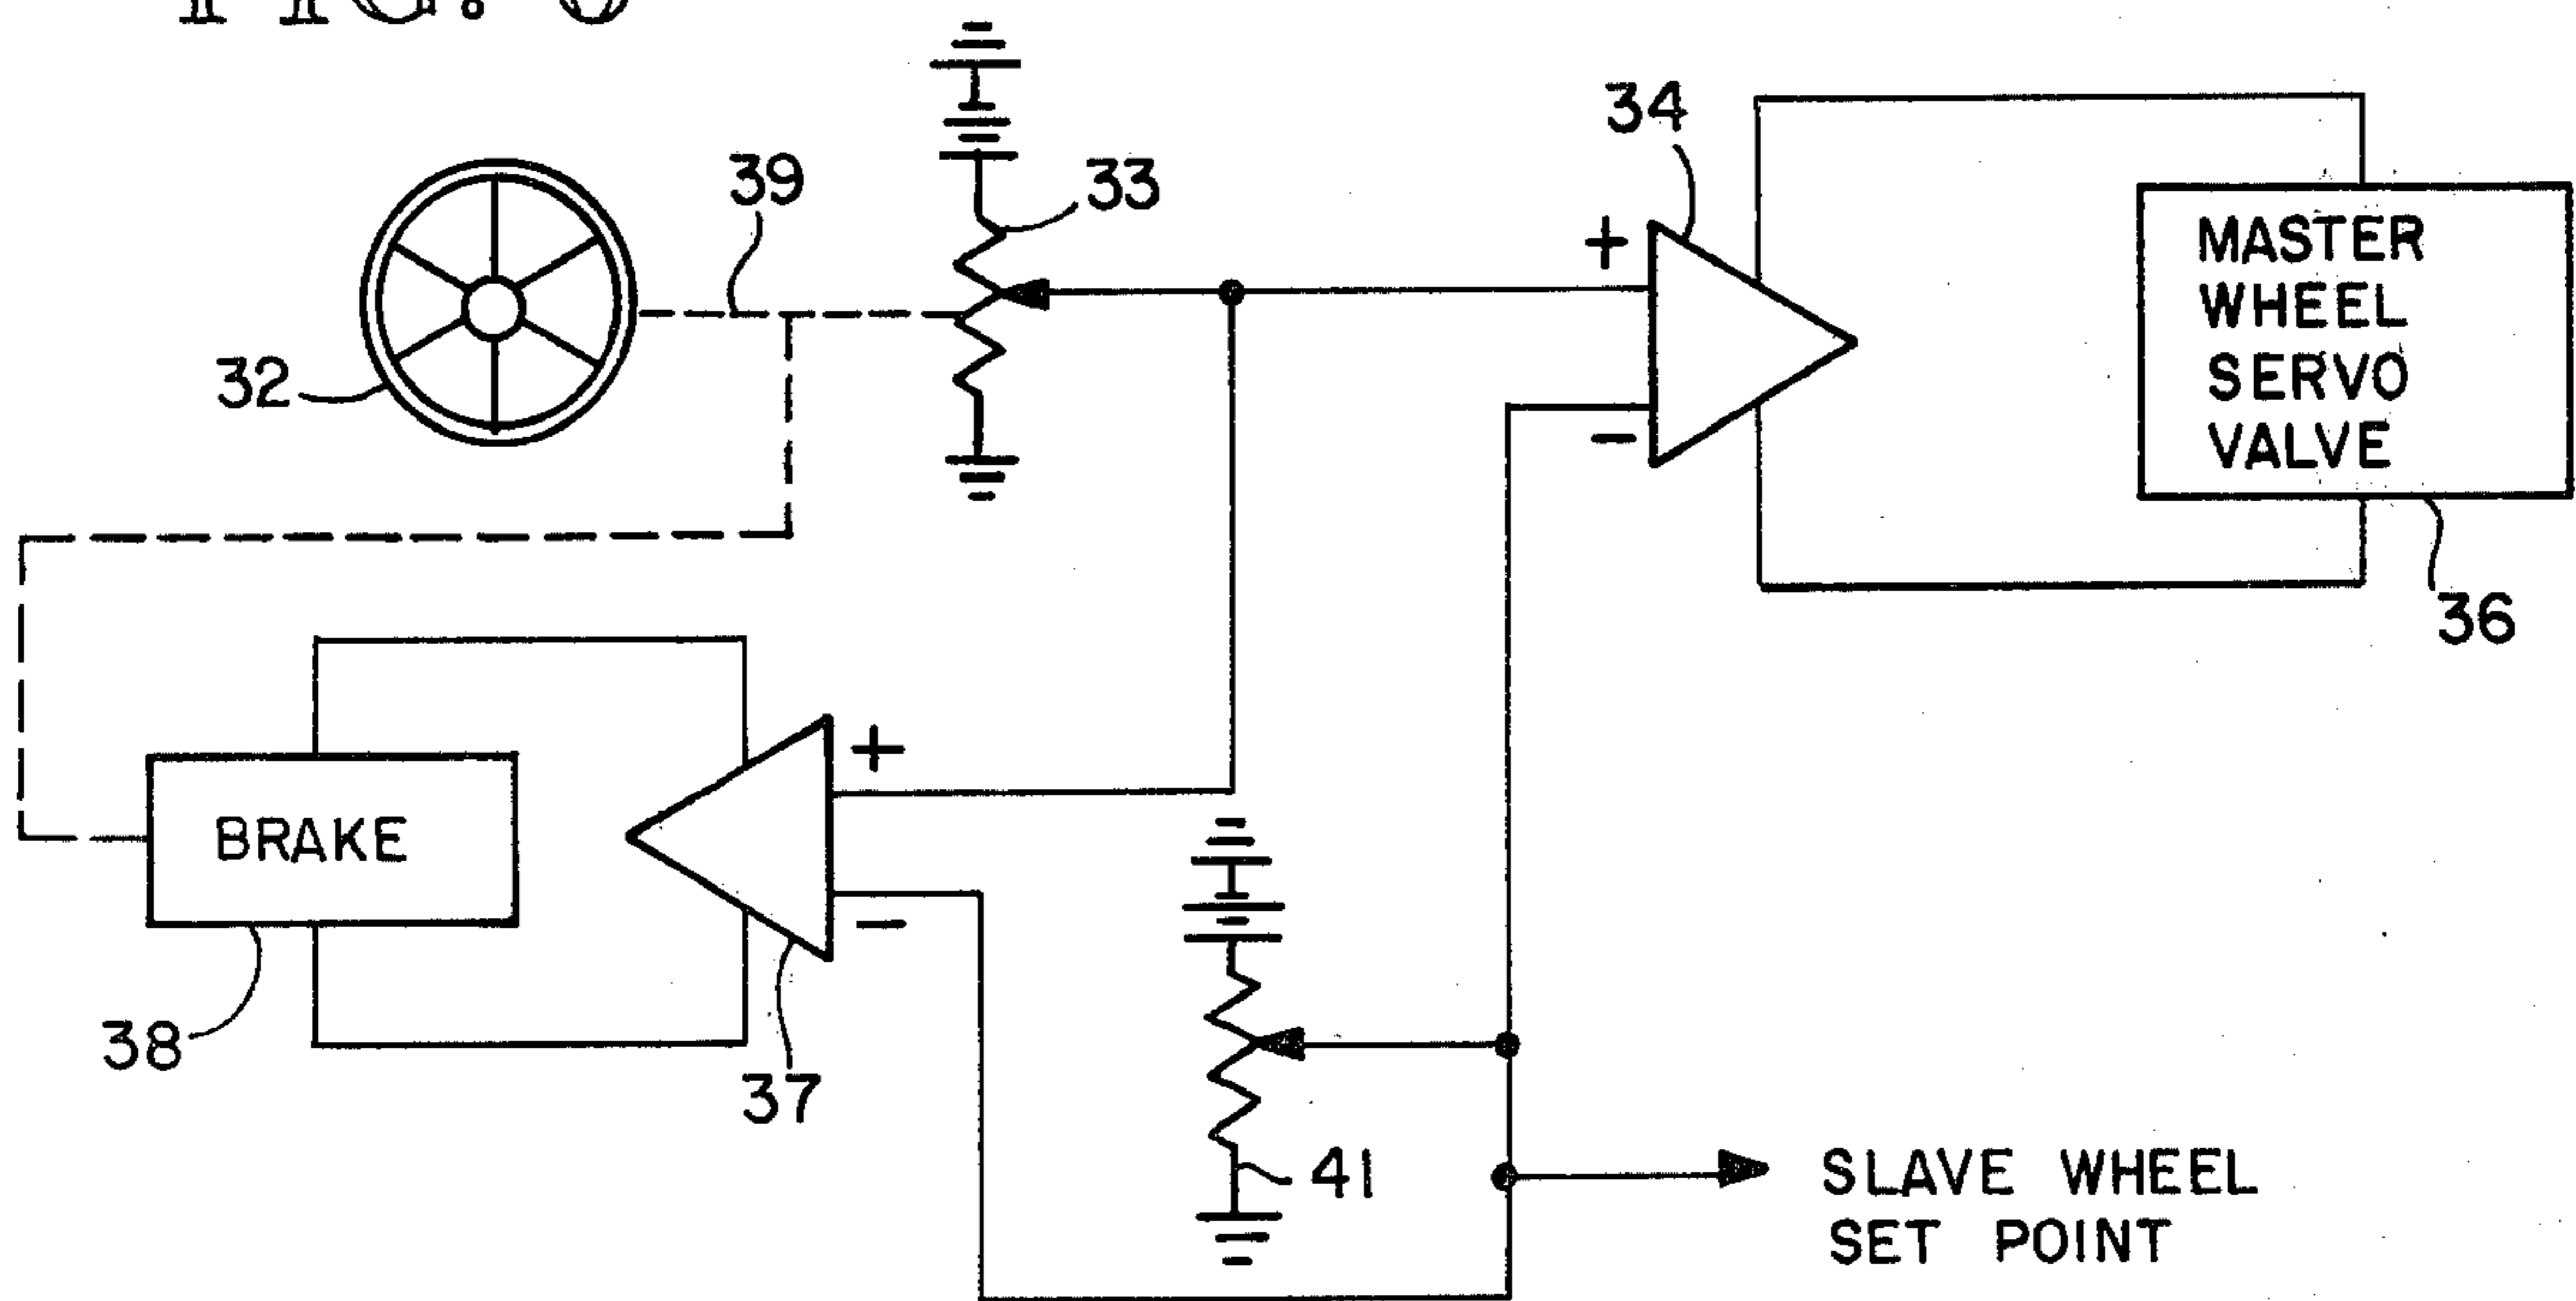 34
39
33
+
MASTER
WHEEL
SERVO
VALVE
32
−
36
+
BRAKE
−
38
37
41
SLAVE WHEEL
SET POINT